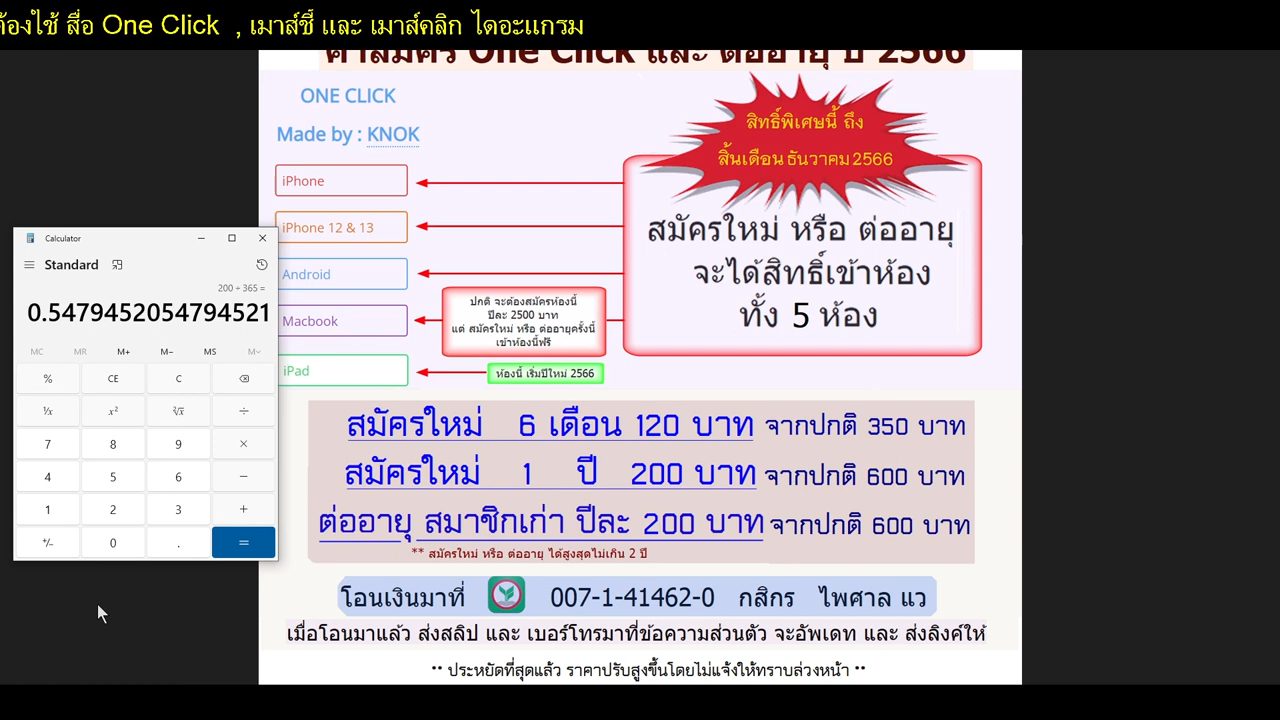 ต้องใช้ สื่อ One Click , เมาส์ชี้ และ เมาส์คลิก ไดอะแกรม
ค่าสมัคร One Click และ ต่ออายุ ปี 2566
ONE CLICK
Made by : KNOK
iPhone
iPhone 12 & 13
Android
Macbook
iPad
สิทธิ์พิเศษนี้ ถึง
สิ้นเดือน ธันวาคม 2566
สมัครใหม่ หรือ ต่ออายุ
จะได้สิทธิ์เข้าห้อง
ทั้ง 5 ห้อง
ปกติ จะต้องสมัครห้องนี้
ปีละ 2500 บาท
แต่ สมัครใหม่ หรือ ต่ออายุครั้งนี้
เข้าห้องนี้ฟรี
ห้องนี้ เริ่มปีใหม่ 2566
Calculator
Standard
200 ÷ 365 =
0.5479452054794521
MC MR M+ M− MS M˅
% CE C ⌫
¹/x x² ²√x ÷
7 8 9 ×
4 5 6 −
1 2 3 +
+/− 0 . =
สมัครใหม่ 6 เดือน 120 บาท จากปกติ 350 บาท
สมัครใหม่ 1 ปี 200 บาท จากปกติ 600 บาท
ต่ออายุ สมาชิกเก่า ปีละ 200 บาท จากปกติ 600 บาท
** สมัครใหม่ หรือ ต่ออายุ ได้สูงสุดไม่เกิน 2 ปี
โอนเงินมาที่ 007-1-41462-0 กสิกร ไพศาล แว
เมื่อโอนมาแล้ว ส่งสลิป และ เบอร์โทรมาที่ข้อความส่วนตัว จะอัพเดท และ ส่งลิงค์ให้
** ประหยัดที่สุดแล้ว ราคาปรับสูงขึ้นโดยไม่แจ้งให้ทราบล่วงหน้า **